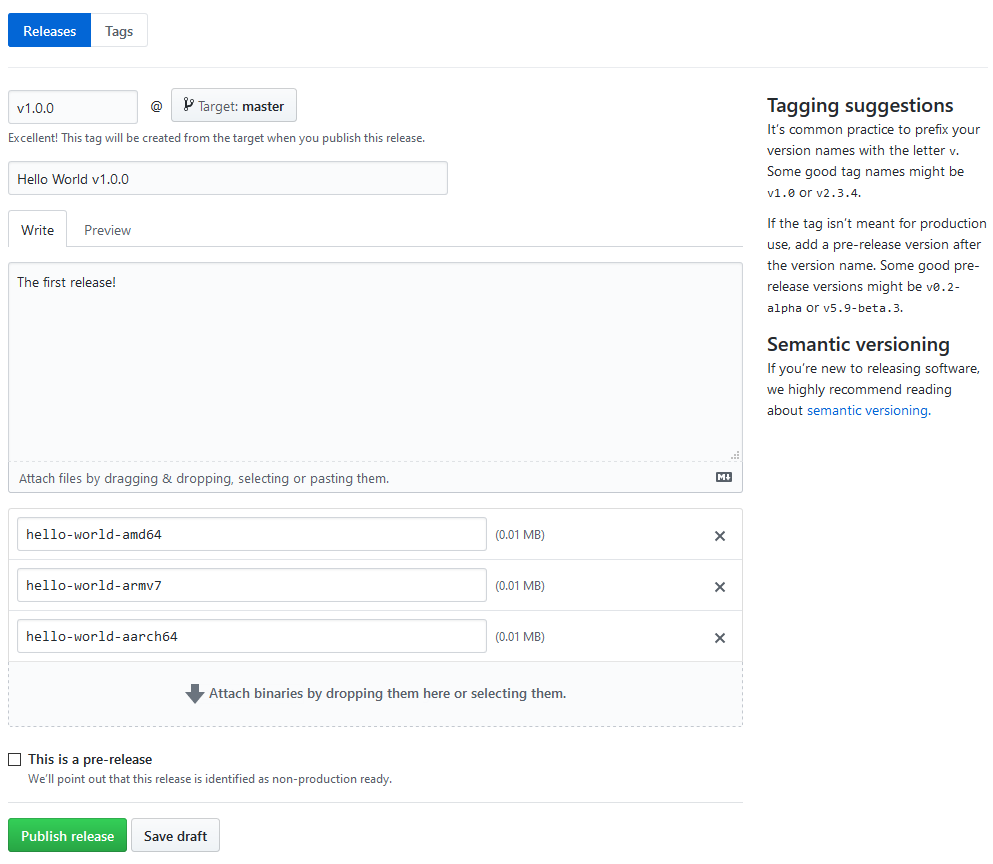 Releases Tags
v1.0.0 @ Target: master
Excellent! This tag will be created from the target when you publish this release.
Hello World v1.0.0
Write Preview
The first release!
Attach files by dragging & dropping, selecting or pasting them.
hello-world-amd64 (0.01 MB)
hello-world-armv7 (0.01 MB)
hello-world-aarch64 (0.01 MB)
Attach binaries by dropping them here or selecting them.
This is a pre-release
We'll point out that this release is identified as non-production ready.
Publish release Save draft
Tagging suggestions
It's common practice to prefix your
version names with the letter v.
Some good tag names might be
v1.0 or v2.3.4.
If the tag isn't meant for production
use, add a pre-release version after
the version name. Some good pre-
release versions might be v0.2-
alpha or v5.9-beta.3.
Semantic versioning
If you're new to releasing software,
we highly recommend reading
about semantic versioning.